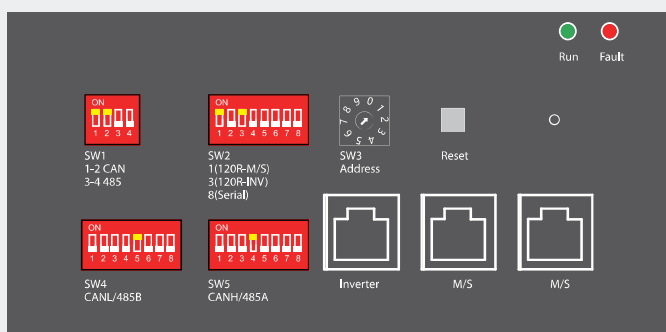 Run Fault
ON
1 2 3 4
SW1
1-2 CAN
3-4 485
ON
1 2 3 4 5 6 7 8
SW2
1(120R-M/S)
3(120R-INV)
8(Serial)
0 1 2 3 4 5 6 7 8 9
SW3
Address
Reset
ON
1 2 3 4 5 6 7 8
SW4
CANL/485B
ON
1 2 3 4 5 6 7 8
SW5
CANH/485A
Inverter
M/S
M/S